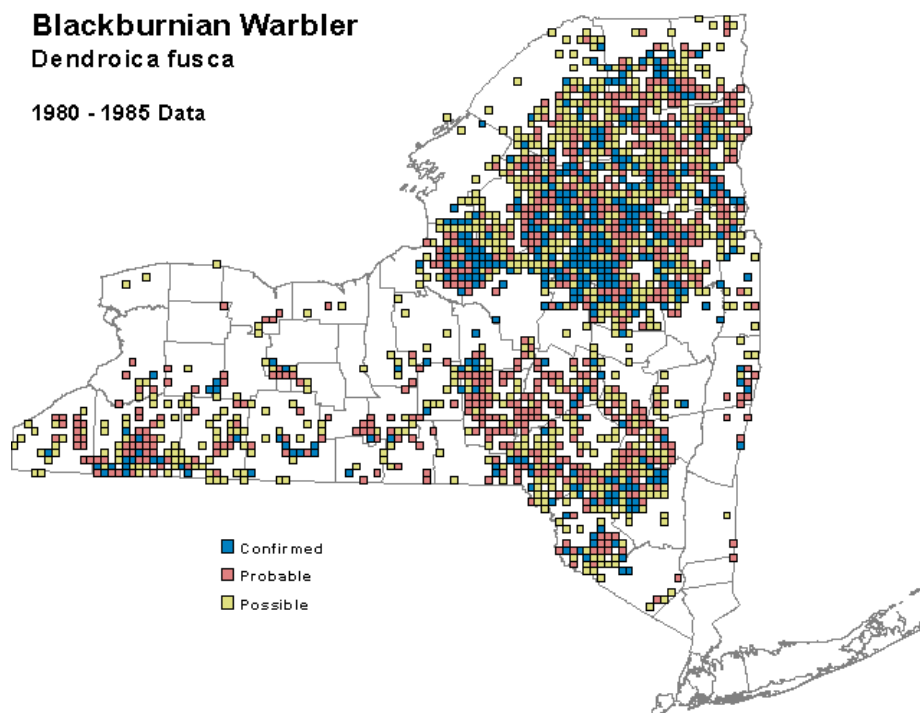 Blackburnian Warbler
Dendroica fusca
1980 - 1985 Data
Confirmed
Probable
Possible